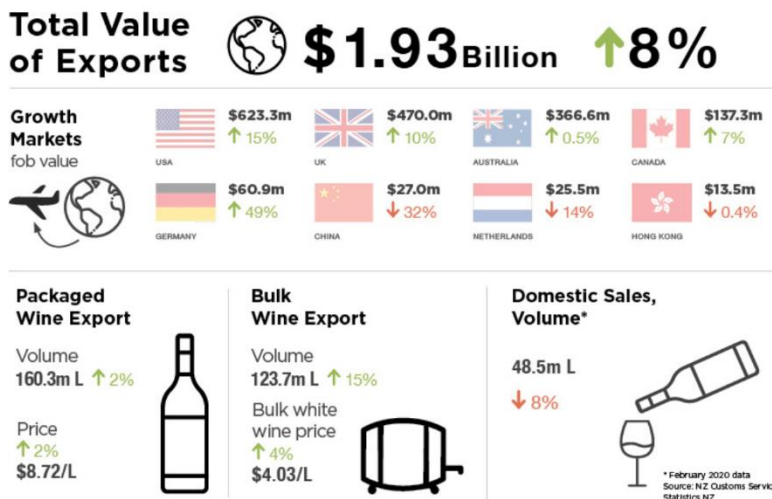 Total Value
of Exports
$1.93 Billion
↑8%
Growth
Markets
fob value
$623.3m
↑ 15%
USA
$470.0m
↑ 10%
UK
$366.6m
↑ 0.5%
AUSTRALIA
$137.3m
↑ 7%
CANADA
$60.9m
↑ 49%
GERMANY
$27.0m
↓ 32%
CHINA
$25.5m
↓ 14%
NETHERLANDS
$13.5m
↓ 0.4%
HONG KONG
Packaged
Wine Export
Volume
160.3m L ↑ 2%
Price
↑ 2%
$8.72/L
Bulk
Wine Export
Volume
123.7m L ↑ 15%
Bulk white
wine price
↑ 4%
$4.03/L
Domestic Sales,
Volume*
48.5m L
↓ 8%
* February 2020 data
Source: NZ Customs
Statistics NZ